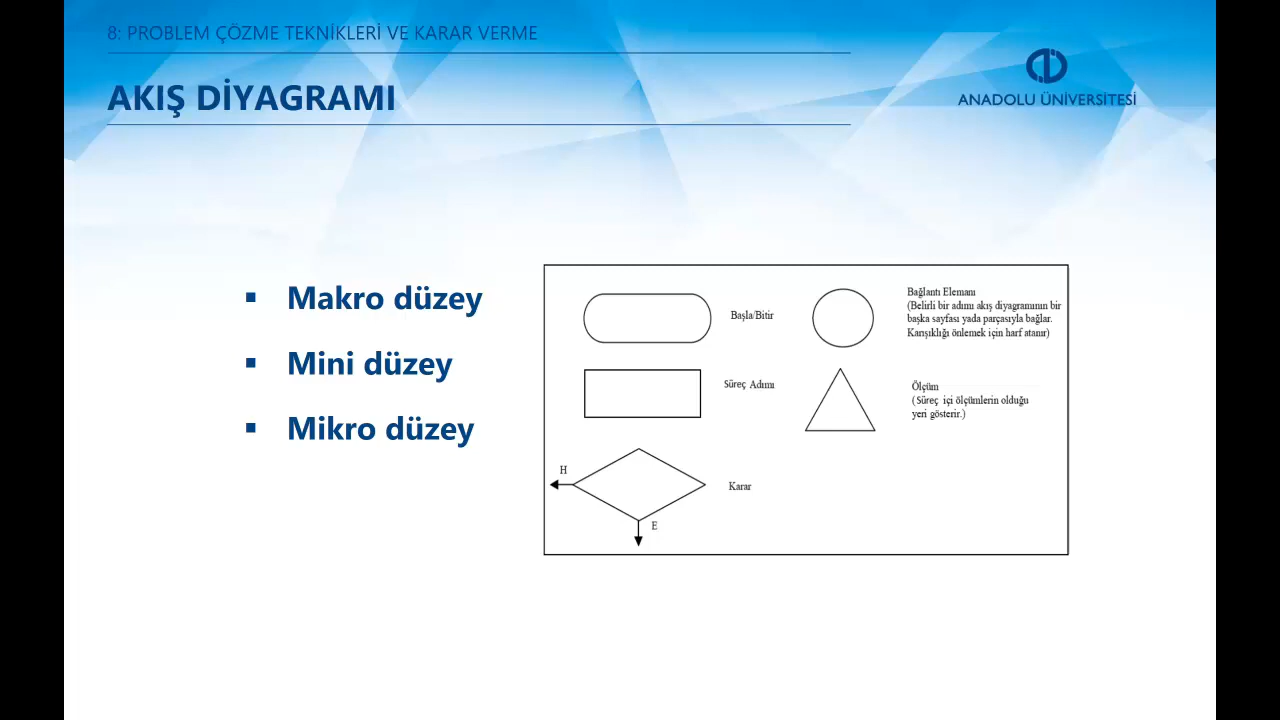 8: PROBLEM ÇÖZME TEKNİKLERİ VE KARAR VERME
AKIŞ DİYAGRAMI
ANADOLU ÜNİVERSİTESİ
Makro düzey
Mini düzey
Mikro düzey
Başla/Bitir
Bağlantı Elemanı
(Belirli bir adımı akış diyagramının bir
başka sayfası yada parçasıyla bağlar.
Karışıklığı önlemek için harf atanır)
Süreç Adımı
Ölçüm
(Süreç içi ölçümlerin olduğu
yeri gösterir.)
H
Karar
E